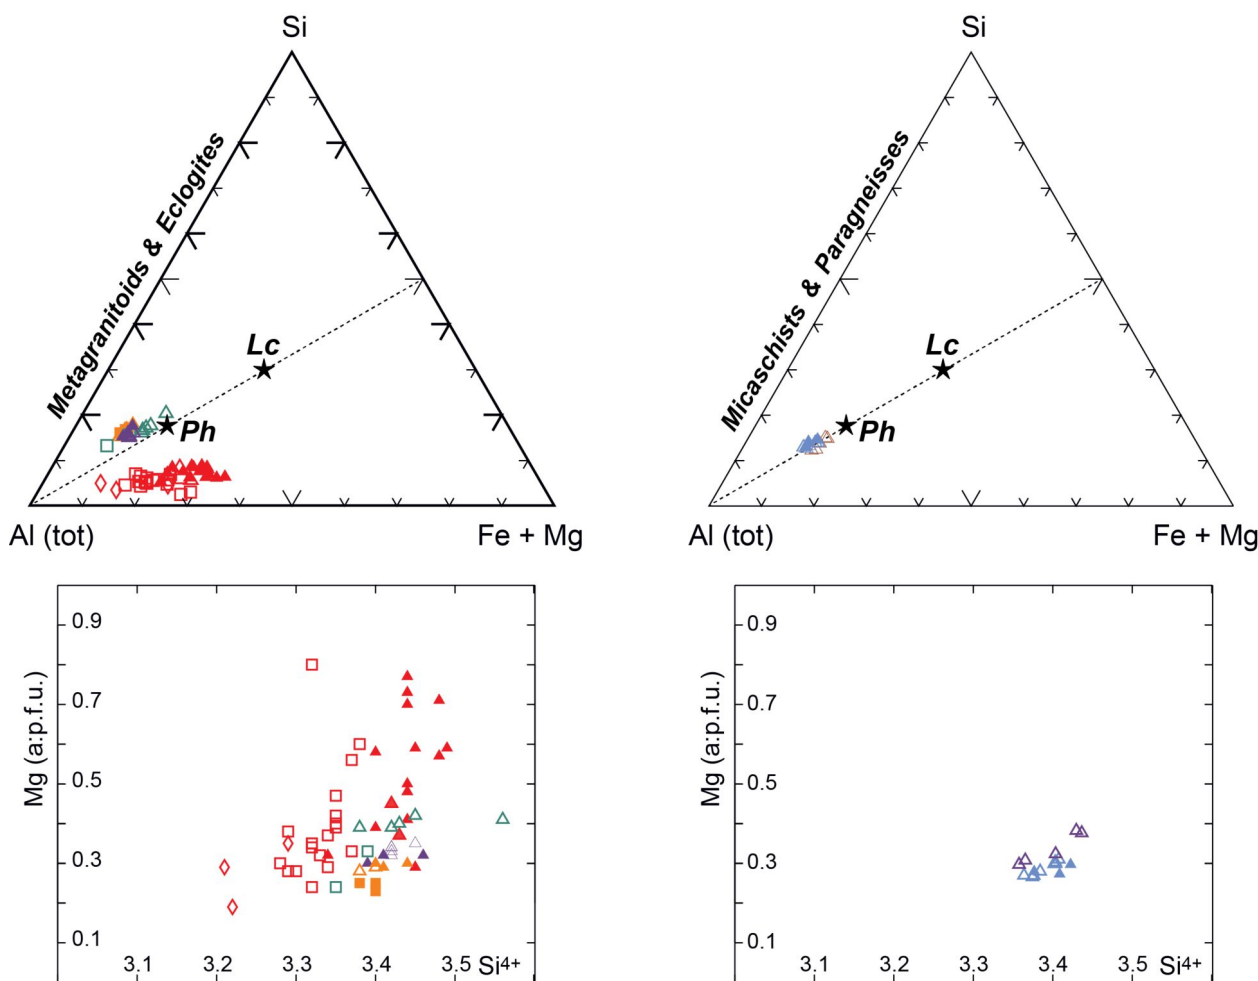 Si
Metagranitoids & Eclogites
Lc
Ph
Al (tot)
Fe + Mg
Si
Micaschists & Paragneisses
Lc
Ph
Al (tot)
Fe + Mg
Mg (a:p.f.u.)
0.9
0.7
0.5
0.3
0.1
3.1 3.2 3.3 3.4 3.5 Si⁴⁺
Mg (a:p.f.u.)
0.9
0.7
0.5
0.3
0.1
3.1 3.2 3.3 3.4 3.5 Si⁴⁺